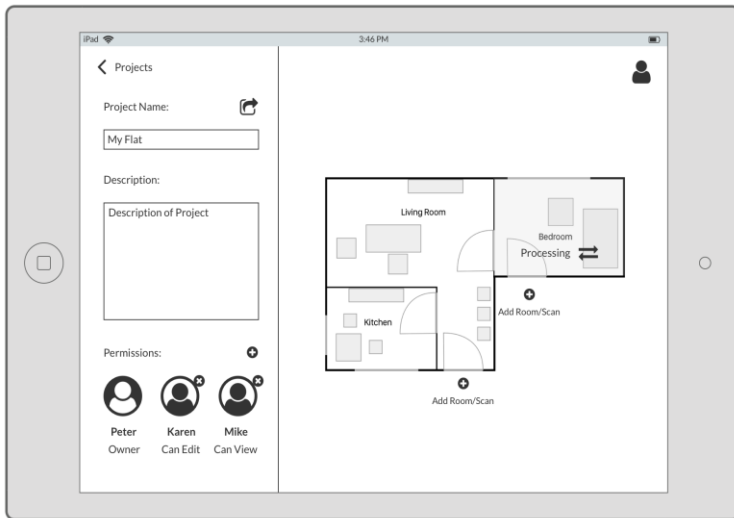 iPad
3:46 PM
Projects
Project Name:
My Flat
Description:
Description of Project
Permissions:
Peter
Owner
Karen
Can Edit
Mike
Can View
Living Room
Bedroom
Processing
Kitchen
Add Room/Scan
Add Room/Scan